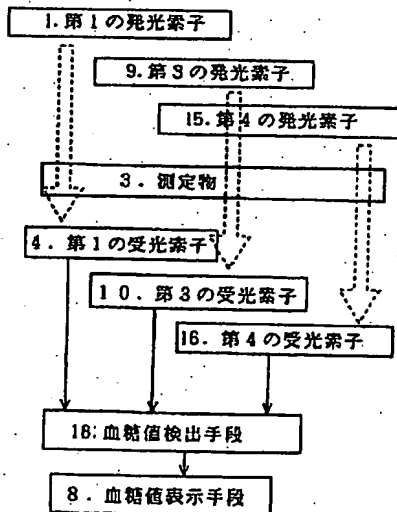 1. 第1の発光素子
9. 第3の発光素子
15. 第4の発光素子
3. 測定物
4. 第1の受光素子
10. 第3の受光素子
16. 第4の受光素子
18: 血糖値検出手段
8. 血糖値表示手段